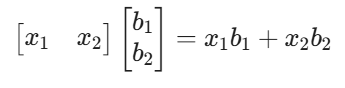 [x₁ x₂] [b₁ b₂] = x₁b₁ + x₂b₂